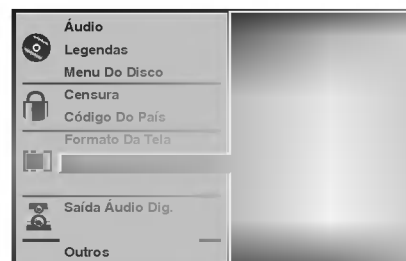 Áudio
Legendas
Menu Do Disco
Censura
Código Do País
Formato Da Tela
Saída Áudio Dig.
Outros